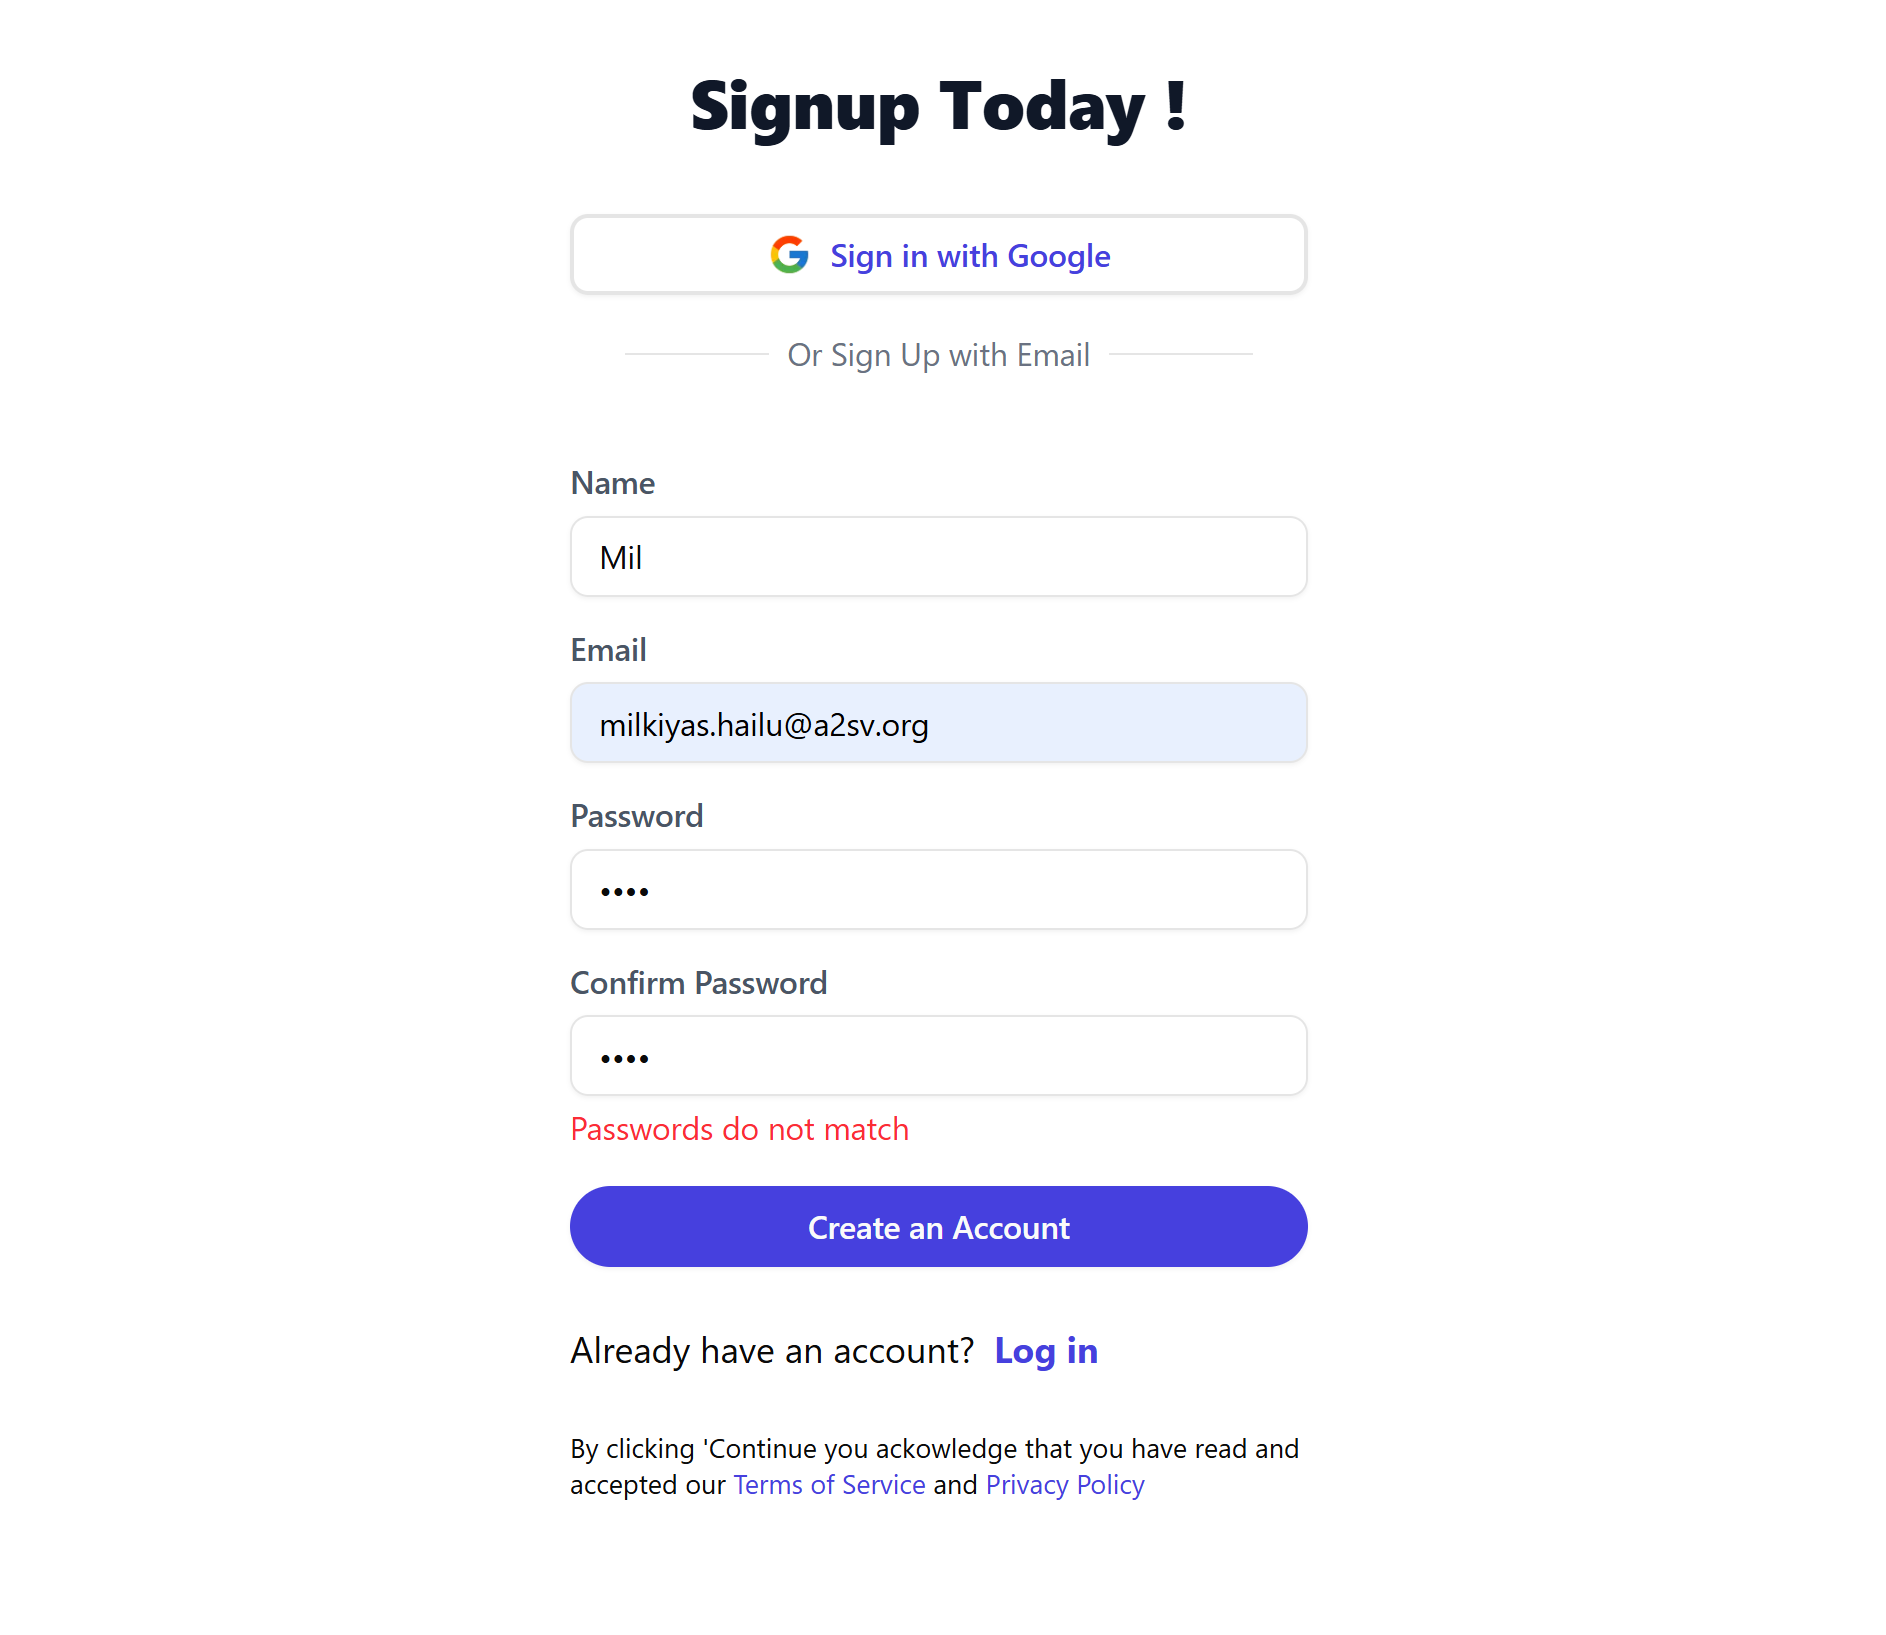 Signup Today !
Sign in with Google
Or Sign Up with Email
Name
Mil
Email
milkiyas.hailu@a2sv.org
Password
••••
Confirm Password
••••
Passwords do not match
Create an Account
Already have an account? Log in
By clicking 'Continue you ackowledge that you have read and
accepted our Terms of Service and Privacy Policy